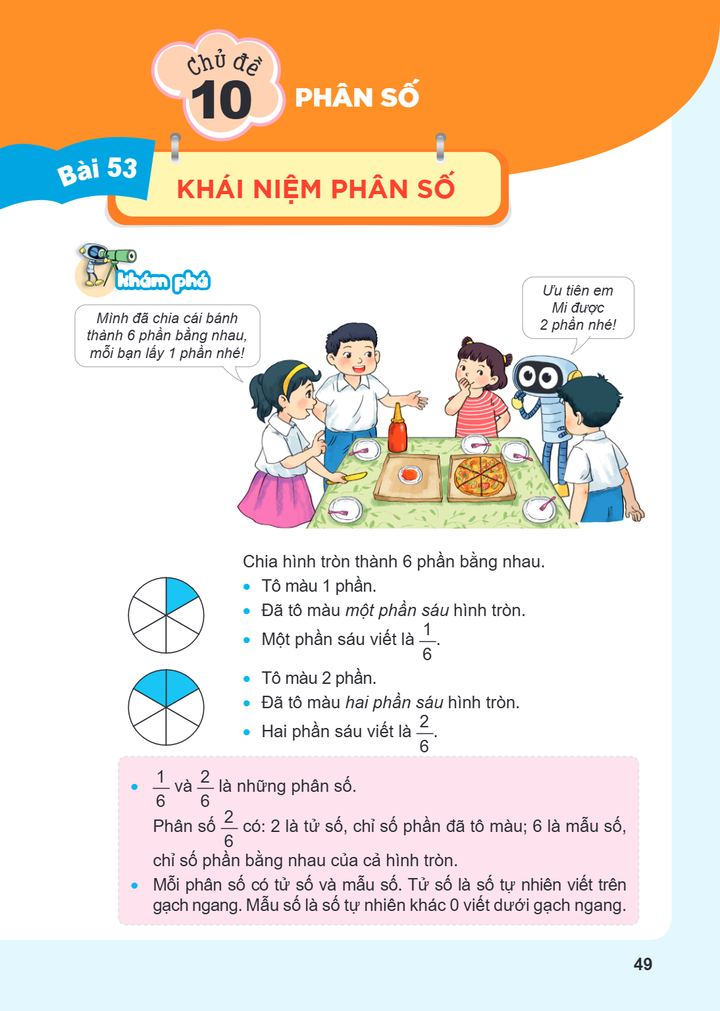 Chủ đề
10
PHÂN SỐ
Bài 53
KHÁI NIỆM PHÂN SỐ
Khám phá
Mình đã chia cái bánh
thành 6 phần bằng nhau,
mỗi bạn lấy 1 phần nhé!
Ưu tiên em
Mi được
2 phần nhé!
Chia hình tròn thành 6 phần bằng nhau.
• Tô màu 1 phần.
• Đã tô màu một phần sáu hình tròn.
• Một phần sáu viết là 1/6.
• Tô màu 2 phần.
• Đã tô màu hai phần sáu hình tròn.
• Hai phần sáu viết là 2/6.
• 1/6 và 2/6 là những phân số.
Phân số 2/6 có: 2 là tử số, chỉ số phần đã tô màu; 6 là mẫu số,
chỉ số phần bằng nhau của cả hình tròn.
• Mỗi phân số có tử số và mẫu số. Tử số là số tự nhiên viết trên
gạch ngang. Mẫu số là số tự nhiên khác 0 viết dưới gạch ngang.
49